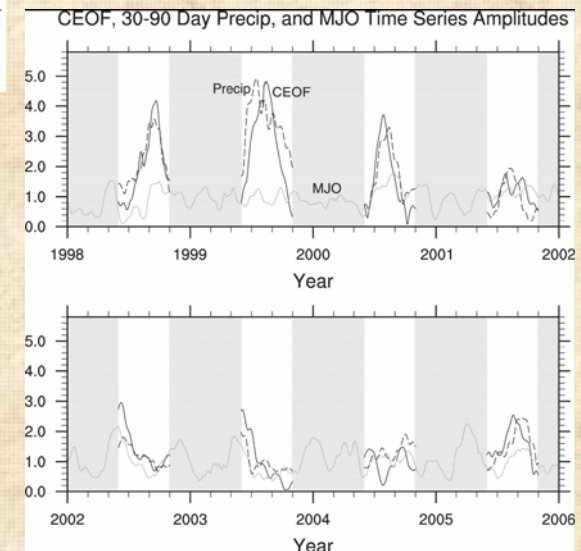 CEOF, 30-90 Day Precip, and MJO Time Series Amplitudes
5.0
4.0
3.0
2.0
1.0
0.0
Precip
CEOF
MJO
1998 1999 2000 2001 2002
Year
5.0
4.0
3.0
2.0
1.0
0.0
2002 2003 2004 2005 2006
Year